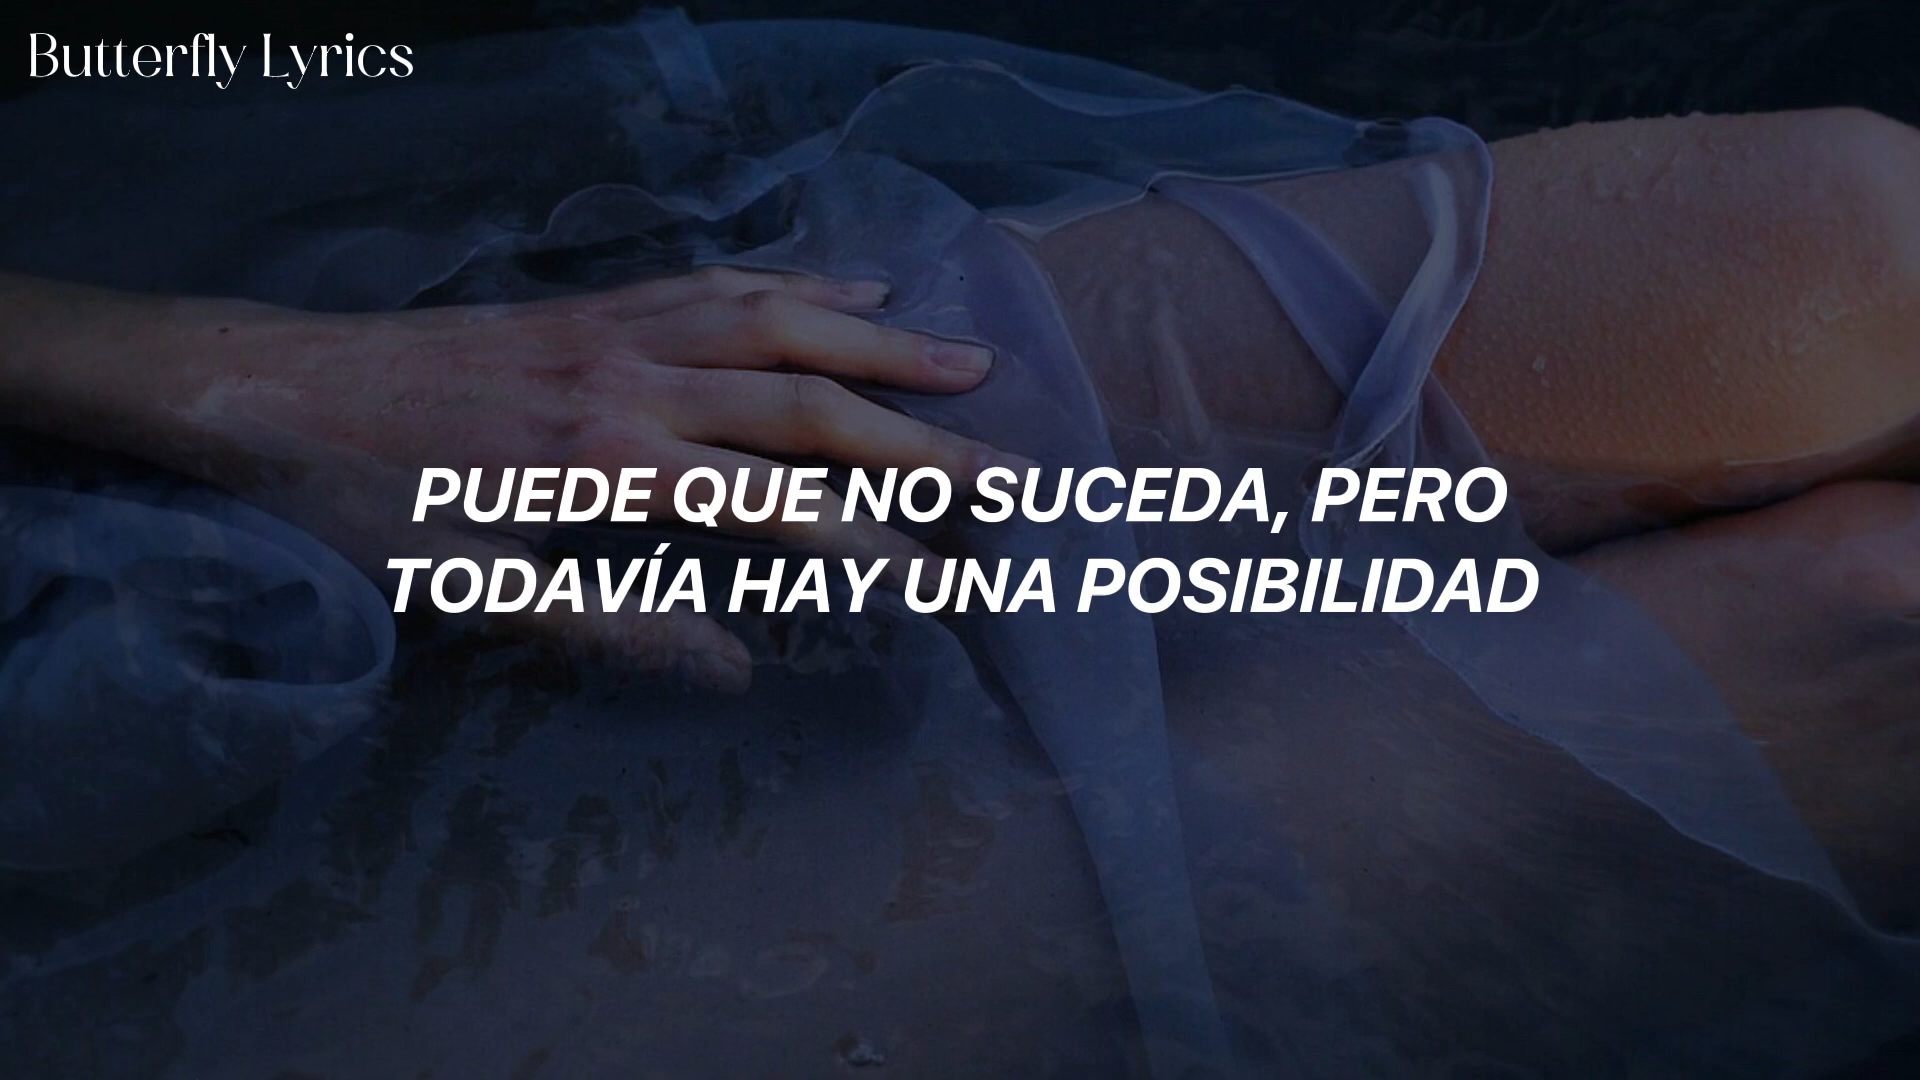 Butterfly Lyrics
PUEDE QUE NO SUCEDA, PERO
TODAVÍA HAY UNA POSIBILIDAD